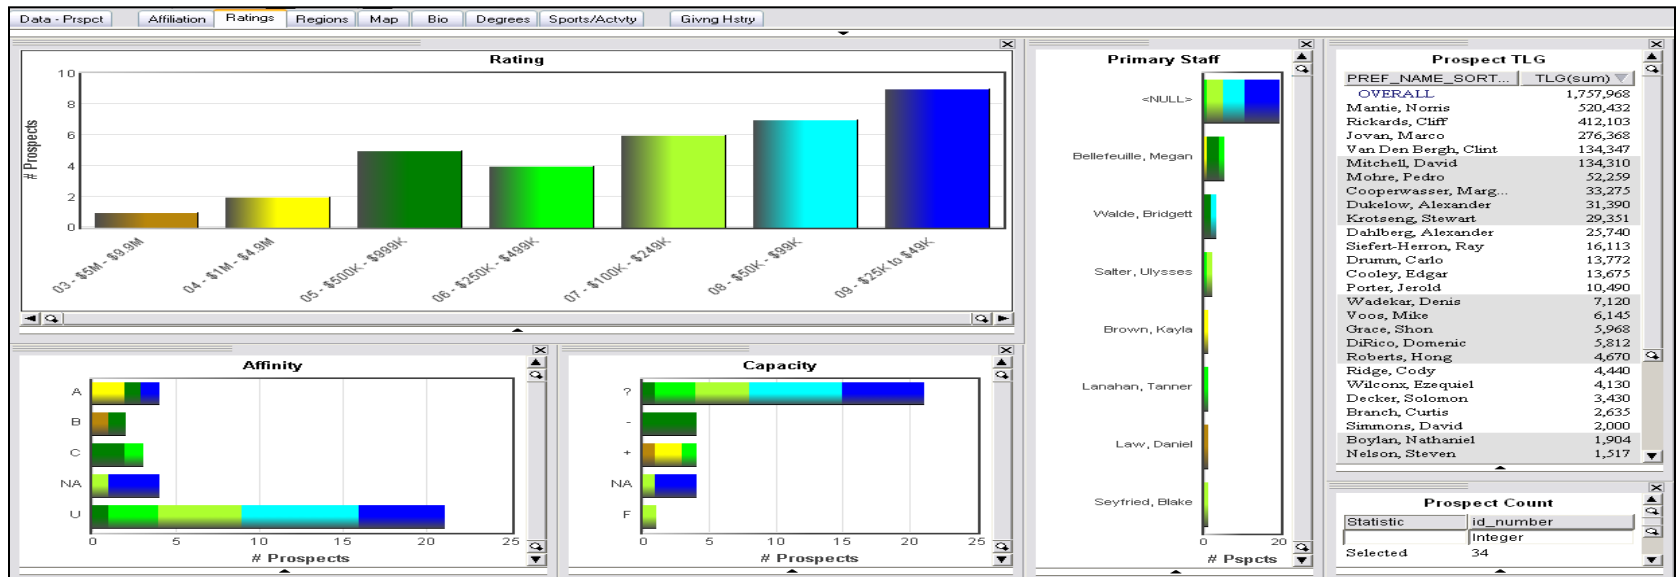 Data - Prspct Affiliation Ratings Regions Map Bio Degrees Sports/Actvty Givng Hstry
Rating
# Prospects
10
8
6
4
2
0
03 - $5M - $9.9M
04 - $1M - $4.9M
05 - $500K - $999K
06 - $250K - $499K
07 - $100K - $249K
08 - $50K - $99K
09 - $25K to $49K
Affinity
A
B
C
NA
U
0 5 10 15 20 25
# Prospects
Capacity
?
-
+
NA
F
0 5 10 15 20 25
# Prospects
Primary Staff
<NULL>
Bellefeuille, Megan
Walde, Bridgett
Salter, Ulysses
Brown, Kayla
Lanahan, Tanner
Law, Daniel
Seyfried, Blake
0 20
# Pspcts
Prospect TLG
PREF_NAME_SORT... TLG(sum)
OVERALL 1,757,968
Mantie, Norris 520,432
Rickards, Cliff 412,103
Jovan, Marco 276,368
Van Den Bergh, Clint 134,347
Mitchell, David 134,310
Mohre, Pedro 52,259
Cooperwasser, Marg... 33,275
Dukelow, Alexander 31,390
Krotseng, Stewart 29,351
Dahlberg, Alexander 25,740
Siefert-Herron, Ray 16,113
Drumm, Carlo 13,772
Cooley, Edgar 13,675
Porter, Jerold 10,490
Wadekar, Denis 7,120
Voos, Mike 6,145
Grace, Shon 5,968
DiRico, Domenic 5,812
Roberts, Hong 4,670
Ridge, Cody 4,440
Wilconx, Ezequiel 4,130
Decker, Solomon 3,430
Branch, Curtis 2,635
Simmons, David 2,000
Boylan, Nathaniel 1,904
Nelson, Steven 1,517
Prospect Count
Statistic id_number
Integer
Selected 34